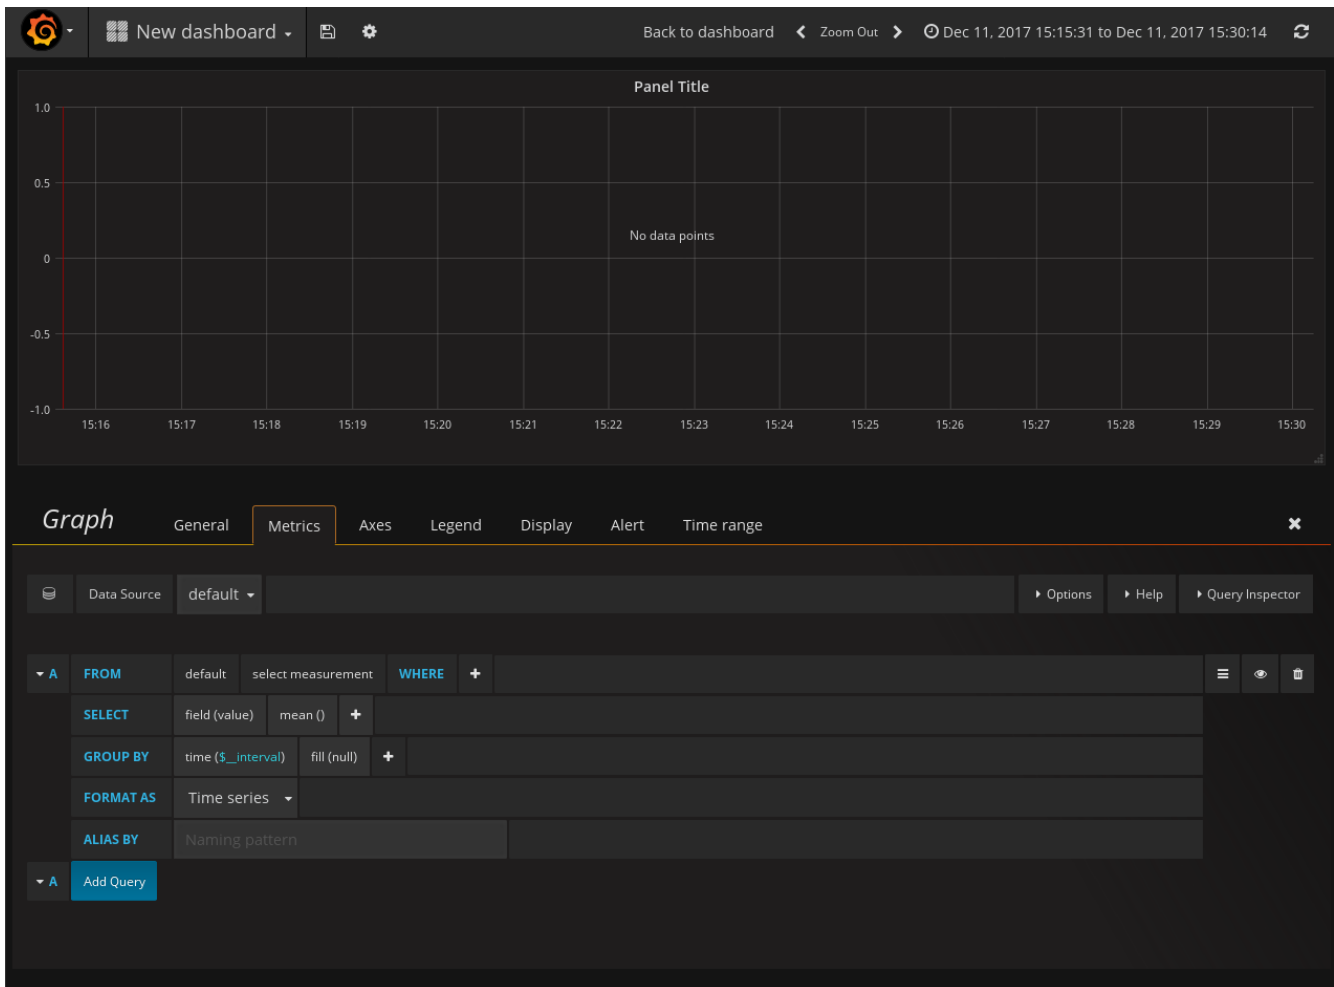 New dashboard Back to dashboard Zoom Out Dec 11, 2017 15:15:31 to Dec 11, 2017 15:30:14
Panel Title
1.0
0.5
No data points
0
-0.5
-1.0
15:16 15:17 15:18 15:19 15:20 15:21 15:22 15:23 15:24 15:25 15:26 15:27 15:28 15:29 15:30
Graph General Metrics Axes Legend Display Alert Time range
Data Source default Options Help Query Inspector
A FROM default select measurement WHERE
SELECT field (value) mean ()
GROUP BY time ($__interval) fill (null)
FORMAT AS Time series
ALIAS BY Naming pattern
A Add Query